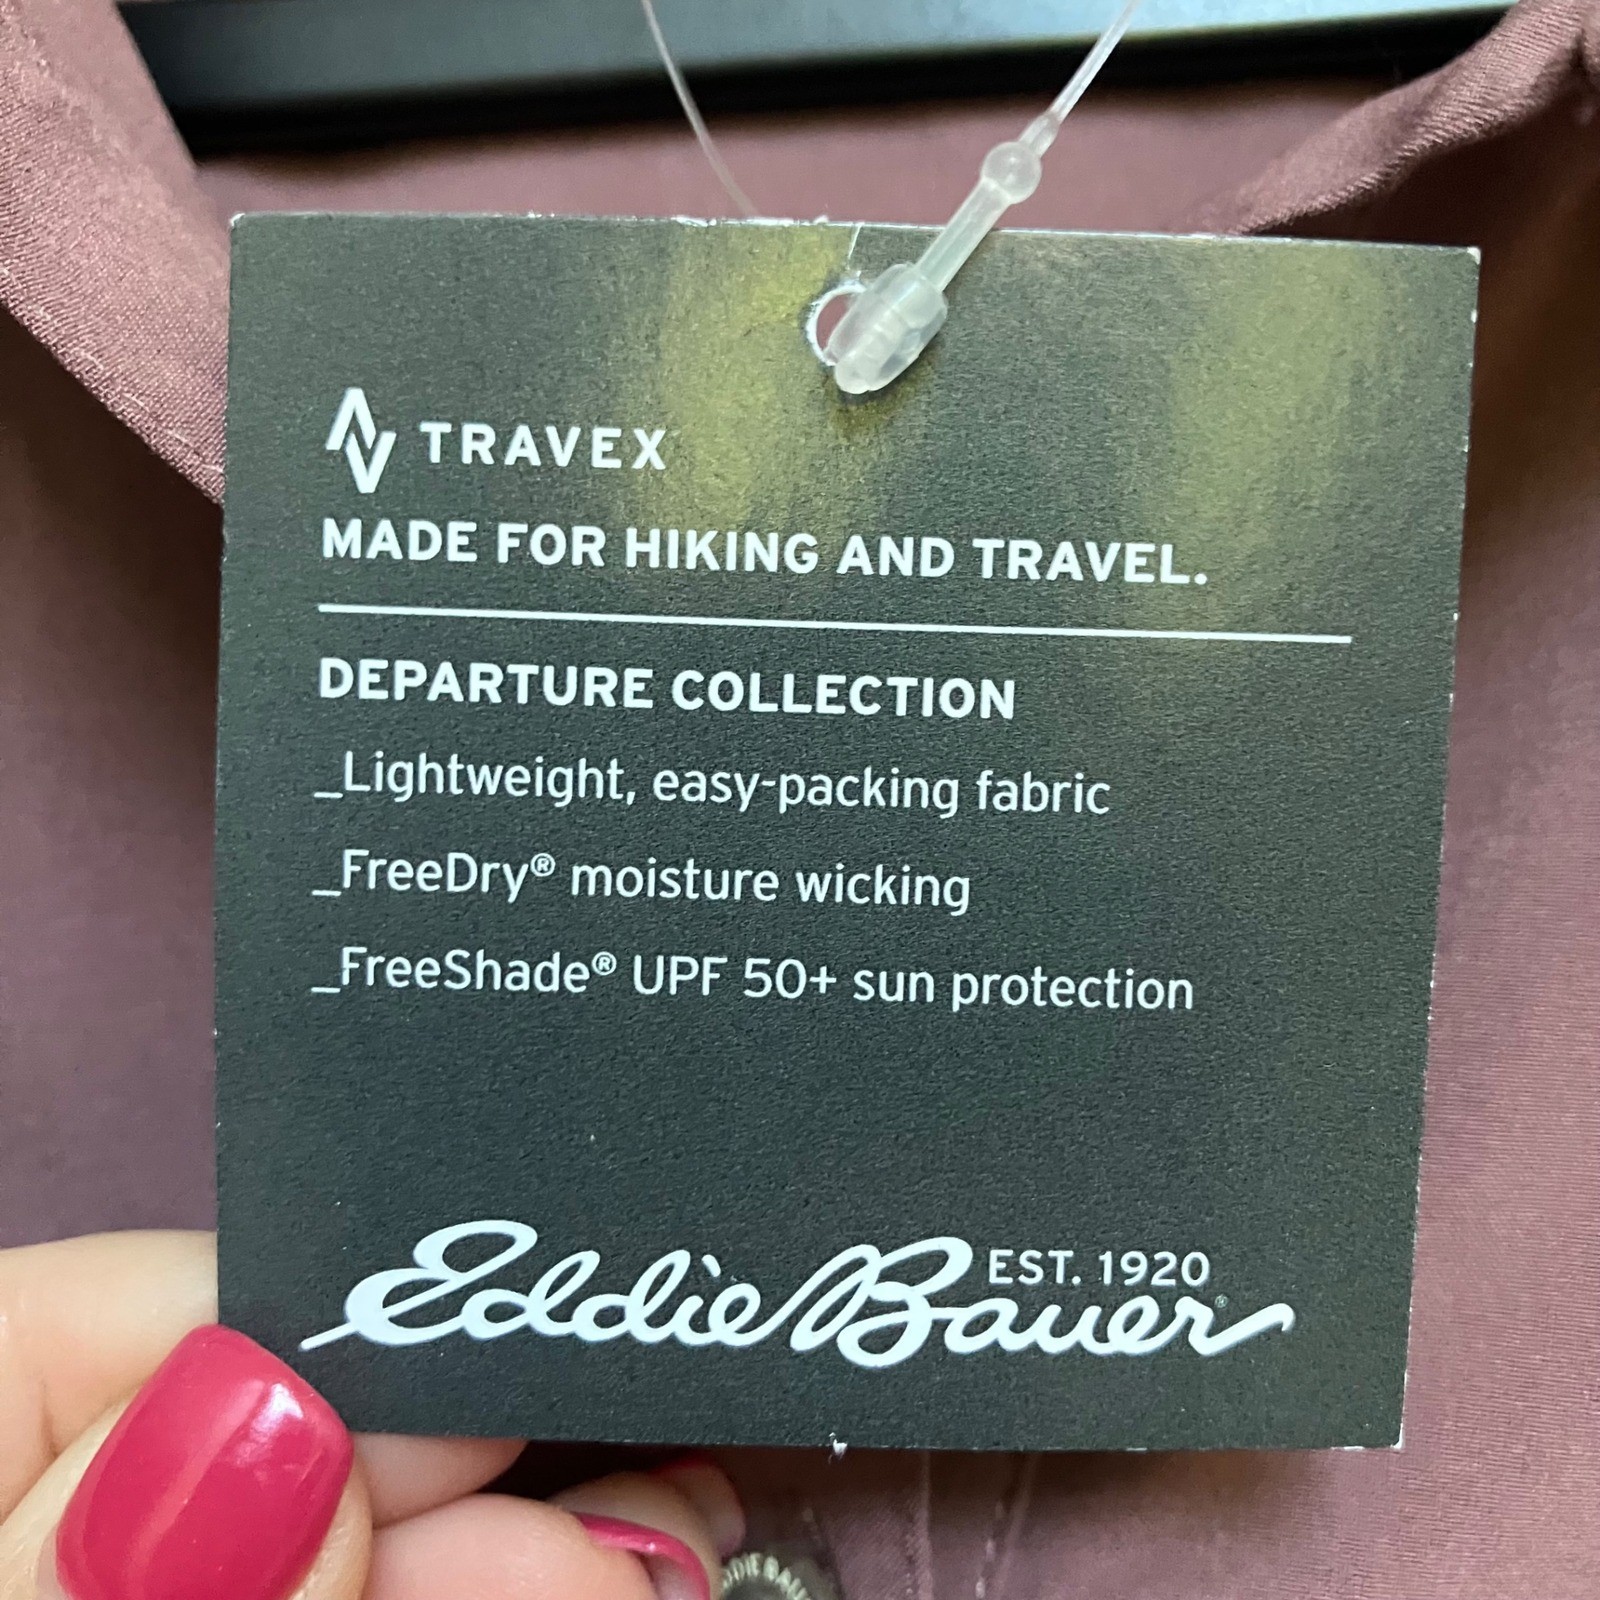 TRAVEX
MADE FOR HIKING AND TRAVEL.
DEPARTURE COLLECTION
_Lightweight, easy-packing fabric
_FreeDry® moisture wicking
_FreeShade® UPF 50+ sun protection
Eddie Bauer® EST. 1920